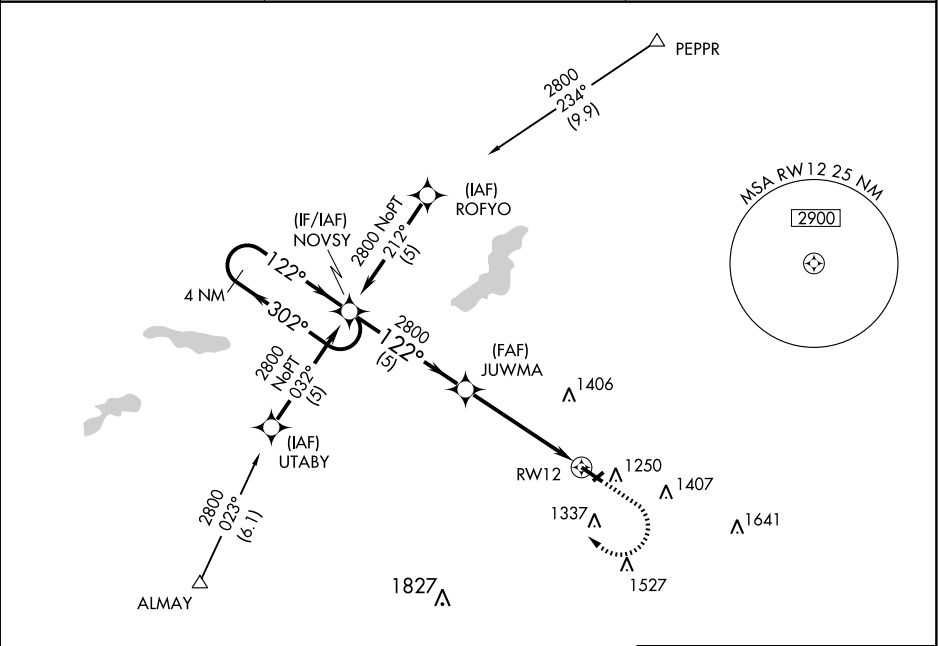 PEPPR
2800
234°
(9.9)
MSA RW12 25 NM
2900
(IAF)
ROFYO
2800 NoPT
212°
(5)
(IF/IAF)
NOVSY
122°
4 NM
302°
2800
122°
(5)
(FAF)
JUWMA
2800
NoPT
032°
(5)
1406
(IAF)
UTABY
RW12
1250
1407
1337
1641
2800
023°
(6.1)
1527
1827
ALMAY